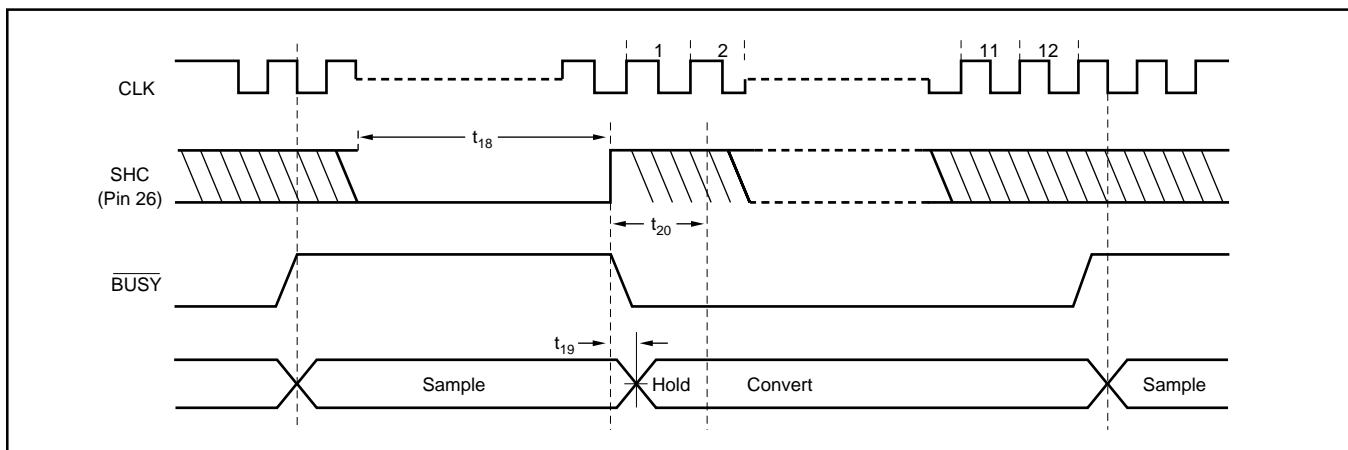 1 2 11 12
CLK
t18
SHC
(Pin 26)
t20
BUSY
t19
Sample Hold Convert Sample